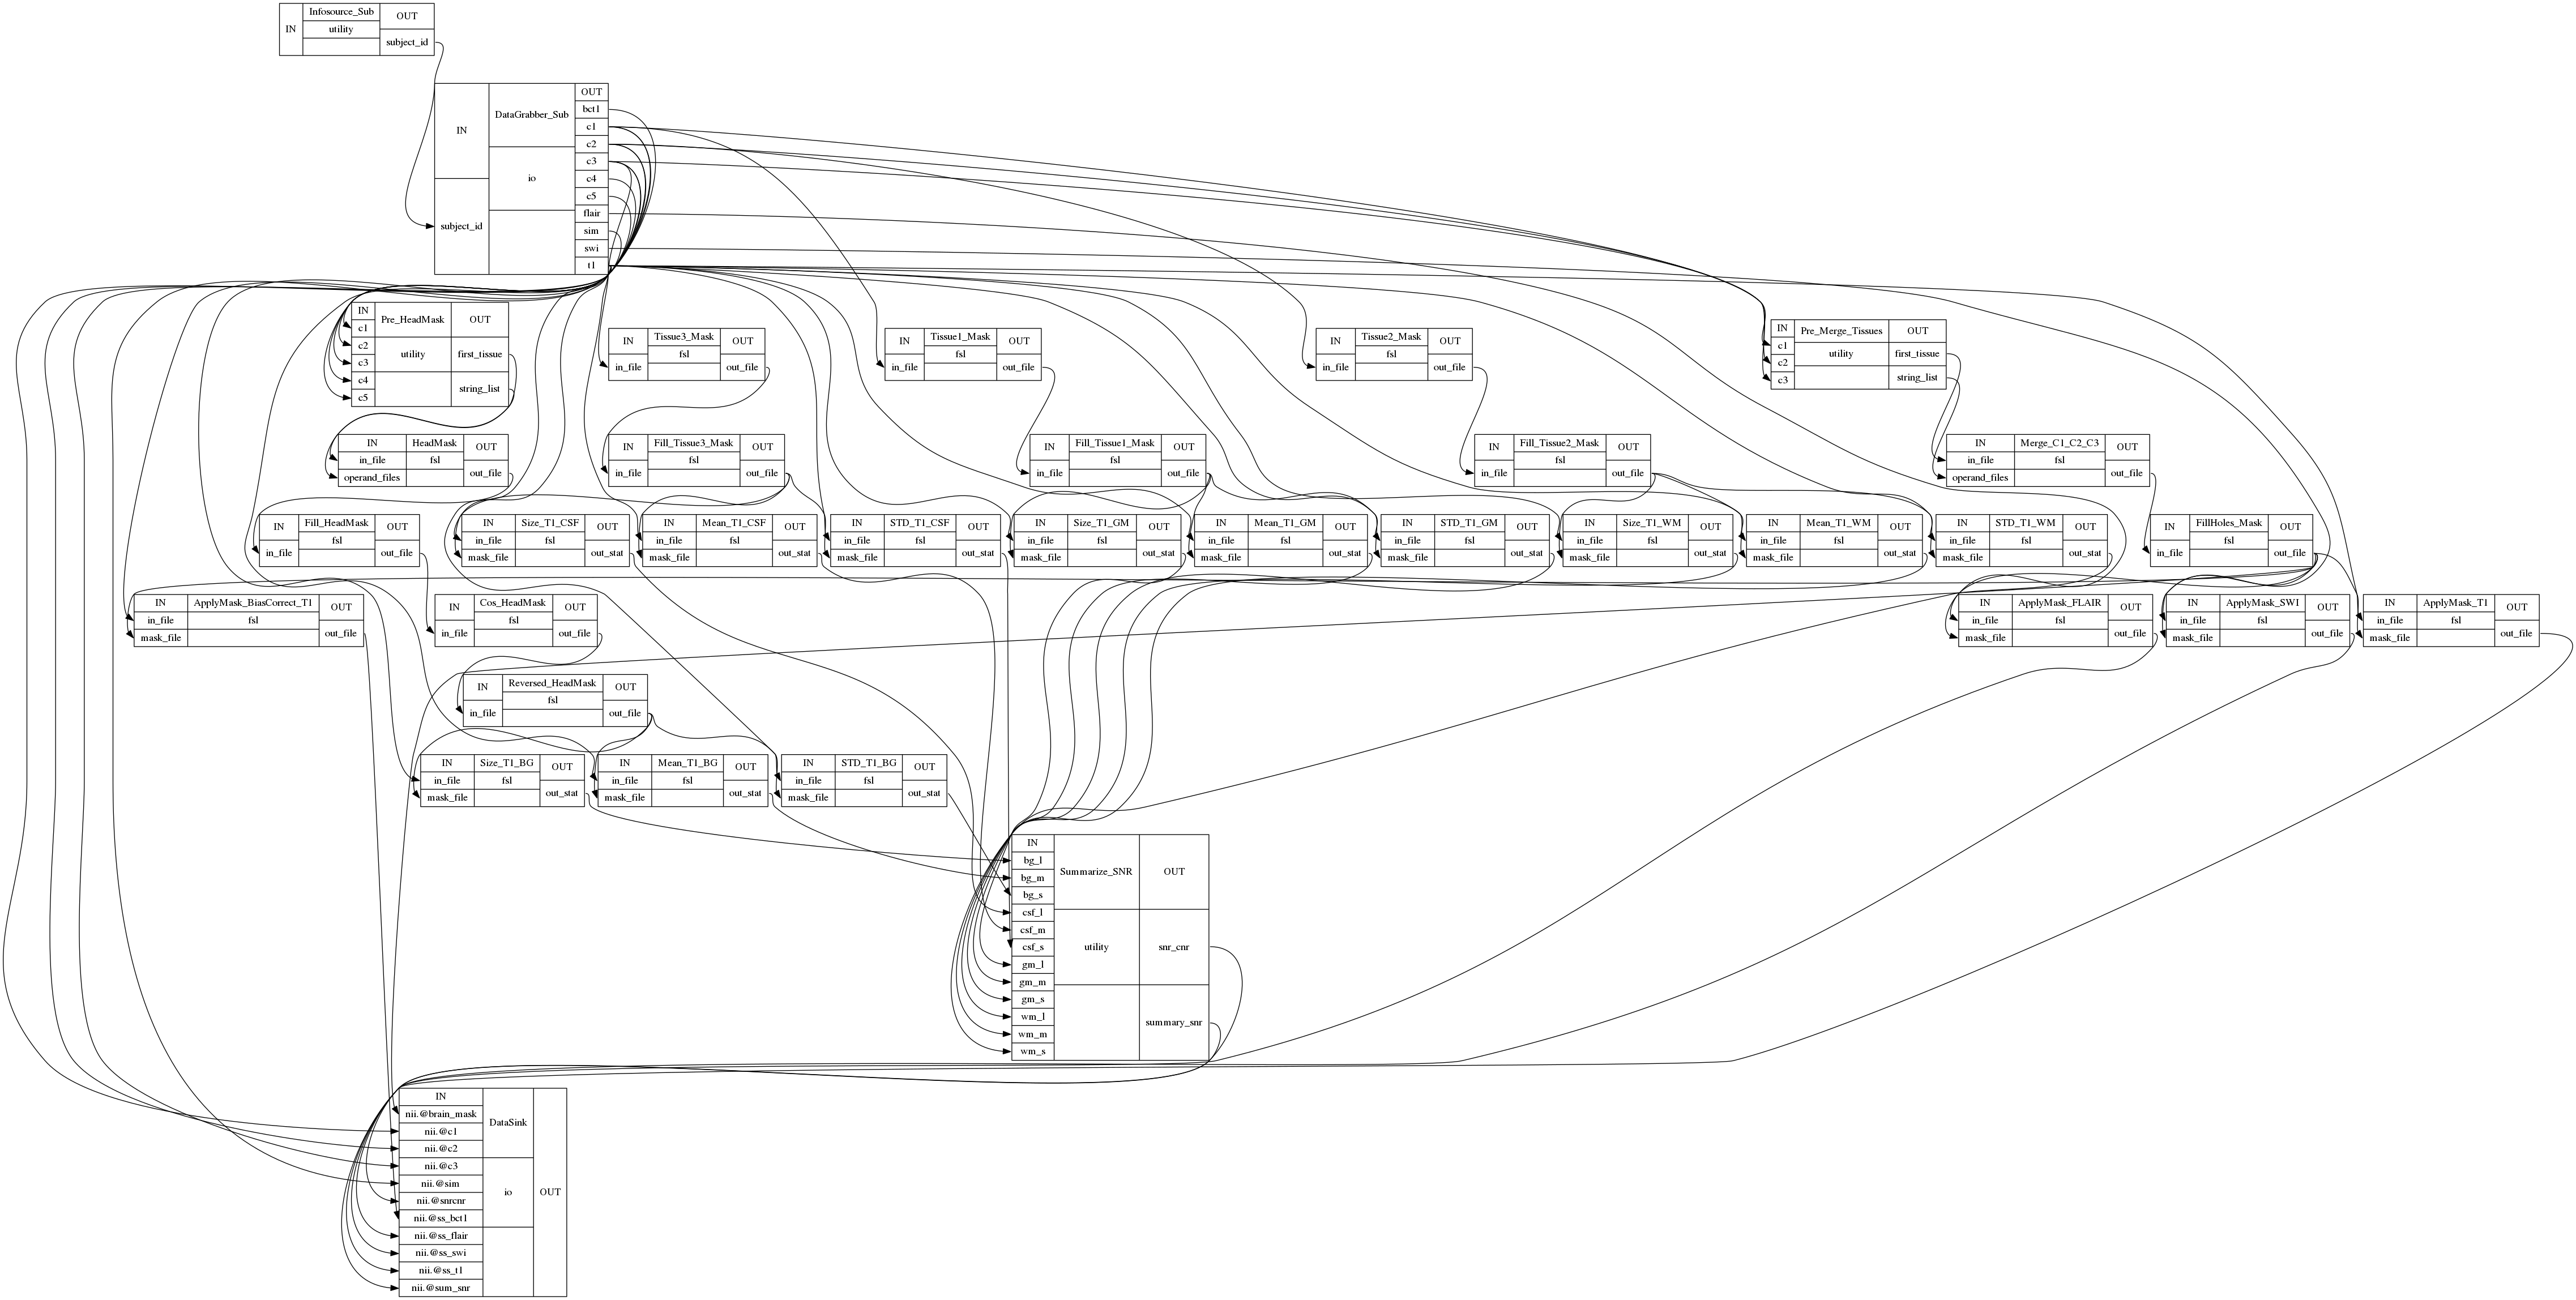 IN
Infosource_Sub
utility
OUT
subject_id
IN
subject_id
DataGrabber_Sub
io
OUT
bct1
c1
c2
c3
c4
c5
flair
sim
swi
t1
IN
c1
c2
c3
c4
c5
Pre_HeadMask
utility
OUT
first_tissue
string_list
IN
in_file
Tissue3_Mask
fsl
OUT
out_file
IN
in_file
Tissue1_Mask
fsl
OUT
out_file
IN
in_file
Tissue2_Mask
fsl
OUT
out_file
IN
c1
c2
c3
Pre_Merge_Tissues
utility
OUT
first_tissue
string_list
IN
in_file
operand_files
HeadMask
fsl
OUT
out_file
IN
in_file
Fill_Tissue3_Mask
fsl
OUT
out_file
IN
in_file
Fill_Tissue1_Mask
fsl
OUT
out_file
IN
in_file
Fill_Tissue2_Mask
fsl
OUT
out_file
IN
in_file
operand_files
Merge_C1_C2_C3
fsl
OUT
out_file
IN
in_file
Fill_HeadMask
fsl
OUT
out_file
IN
in_file
mask_file
Size_T1_CSF
fsl
OUT
out_stat
IN
in_file
mask_file
Mean_T1_CSF
fsl
OUT
out_stat
IN
in_file
mask_file
STD_T1_CSF
fsl
OUT
out_stat
IN
in_file
mask_file
Size_T1_GM
fsl
OUT
out_stat
IN
in_file
mask_file
Mean_T1_GM
fsl
OUT
out_stat
IN
in_file
mask_file
STD_T1_GM
fsl
OUT
out_stat
IN
in_file
mask_file
Size_T1_WM
fsl
OUT
out_stat
IN
in_file
mask_file
Mean_T1_WM
fsl
OUT
out_stat
IN
in_file
mask_file
STD_T1_WM
fsl
OUT
out_stat
IN
in_file
FillHoles_Mask
fsl
OUT
out_file
IN
in_file
mask_file
ApplyMask_BiasCorrect_T1
fsl
OUT
out_file
IN
in_file
Cos_HeadMask
fsl
OUT
out_file
IN
in_file
mask_file
ApplyMask_FLAIR
fsl
OUT
out_file
IN
in_file
mask_file
ApplyMask_SWI
fsl
OUT
out_file
IN
in_file
mask_file
ApplyMask_T1
fsl
OUT
out_file
IN
in_file
Reversed_HeadMask
fsl
OUT
out_file
IN
in_file
mask_file
Size_T1_BG
fsl
OUT
out_stat
IN
in_file
mask_file
Mean_T1_BG
fsl
OUT
out_stat
IN
in_file
mask_file
STD_T1_BG
fsl
OUT
out_stat
IN
bg_l
bg_m
bg_s
csf_l
csf_m
csf_s
gm_l
gm_m
gm_s
wm_l
wm_m
wm_s
Summarize_SNR
utility
OUT
snr_cnr
summary_snr
IN
nii.@brain_mask
nii.@c1
nii.@c2
nii.@c3
nii.@sim
nii.@snrcnr
nii.@ss_bct1
nii.@ss_flair
nii.@ss_swi
nii.@ss_t1
nii.@sum_snr
DataSink
io
OUT